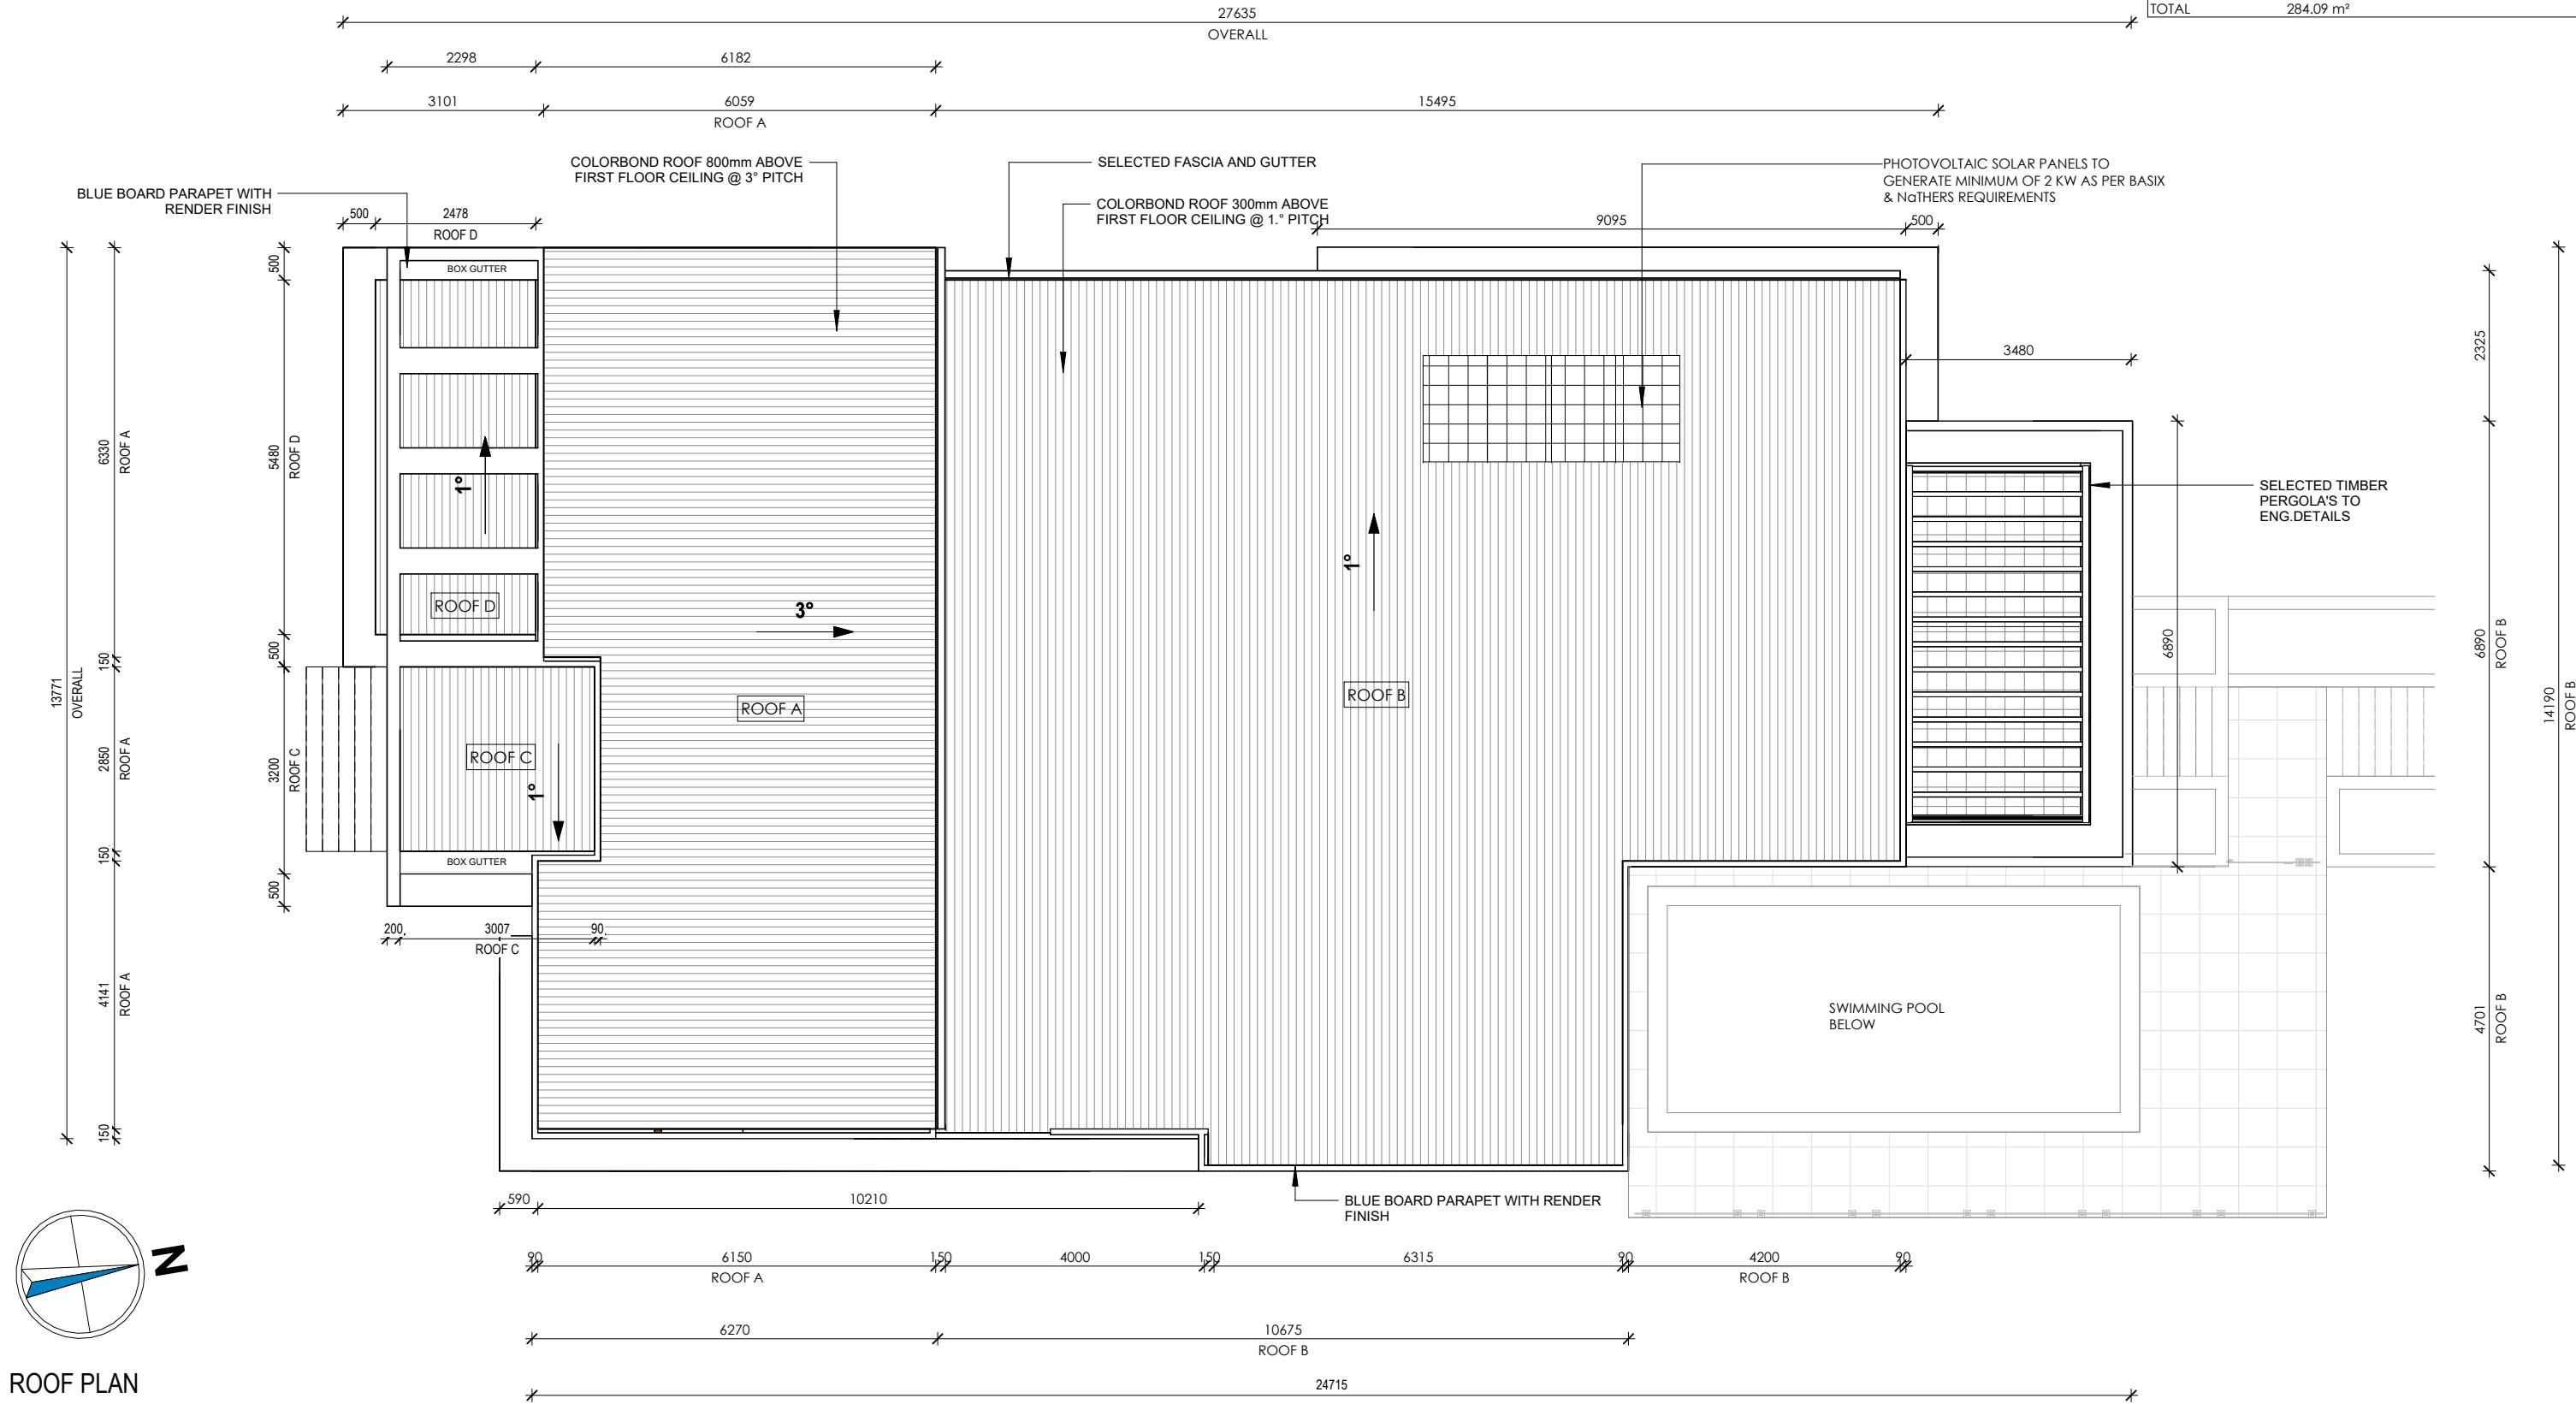 27635
OVERALL
TOTAL 284.09 m²
2298
6182
3101
6059
ROOF A
15495
BLUE BOARD PARAPET WITH
RENDER FINISH
COLORBOND ROOF 800mm ABOVE
FIRST FLOOR CEILING @ 3° PITCH
SELECTED FASCIA AND GUTTER
COLORBOND ROOF 300mm ABOVE
FIRST FLOOR CEILING @ 1.° PITCH
PHOTOVOLTAIC SOLAR PANELS TO
GENERATE MINIMUM OF 2 KW AS PER BASIX
& NaTHERS REQUIREMENTS
500
2478
ROOF D
9095
500
13771
OVERALL
6330
ROOF A
150
2850
ROOF A
150
4141
ROOF A
150
500
5480
ROOF D
500
3200
ROOF C
500
BOX GUTTER
1°
ROOF D
ROOF C
1°
BOX GUTTER
200
3007
90
ROOF C
3°
ROOF A
1°
ROOF B
3480
SELECTED TIMBER
PERGOLA'S TO
ENG.DETAILS
6890
2325
6890
ROOF B
4701
ROOF B
14190
ROOF B
SWIMMING POOL
BELOW
BLUE BOARD PARAPET WITH RENDER
FINISH
590
10210
90
6150
ROOF A
150
4000
150
6315
90
4200
ROOF B
90
6270
10675
ROOF B
24715
N
ROOF PLAN